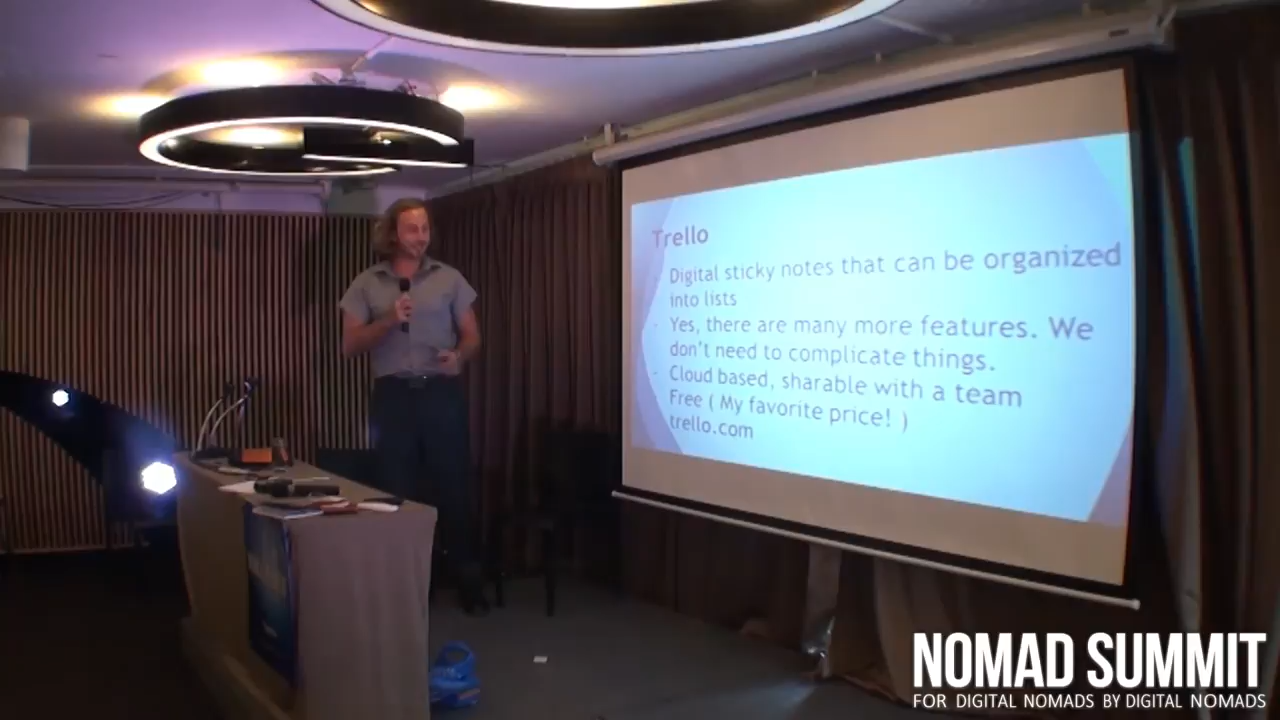 Trello
Digital sticky notes that can be organized
into lists
- Yes, there are many more features. We
don't need to complicate things.
- Cloud based, sharable with a team
Free ( My favorite price! )
trello.com
NOMAD SUMMIT
FOR DIGITAL NOMADS BY DIGITAL NOMADS